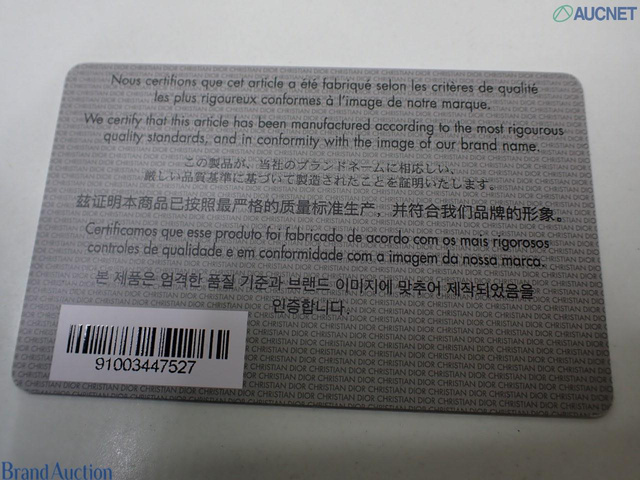 AUCNET
Nous certifions que cet article a été fabriqué selon les critères de qualité
les plus rigoureux conformes à l'image de notre marque.
We certify that this article has been manufactured according to the most rigourous
quality standards, and in conformity with the image of our brand name.
この製品が、当社のブランドネームに相応しい、
厳しい品質基準に基づいて製造されたことを証明いたします。
兹证明本商品已按照最严格的质量标准生产，并符合我们品牌的形象。
Certificamos que esse produto foi fabricado de acordo com os mais rigorosos
controles de qualidade e em conformidade com a imagem da nossa marca.
본 제품은 엄격한 품질 기준과 브랜드 이미지에 맞추어 제작되었음을
인증합니다.
91003447527
CHRISTIAN DIOR CHRISTIAN DIOR CHRISTIAN DIOR
Brand Auction